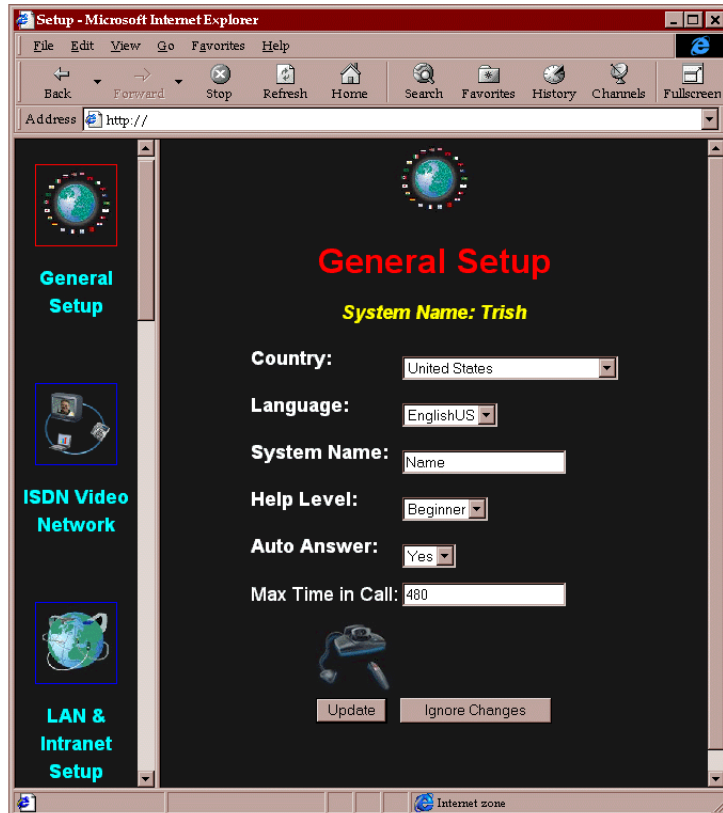 Setup - Microsoft Internet Explorer
File Edit View Go Favorites Help
Back Forward Stop Refresh Home Search Favorites History Channels Fullscreen
Address http://
General
Setup
ISDN Video
Network
LAN &
Intranet
Setup
General Setup
System Name: Trish
Country: United States
Language: EnglishUS
System Name: Name
Help Level: Beginner
Auto Answer: Yes
Max Time in Call: 480
Update Ignore Changes
Internet zone